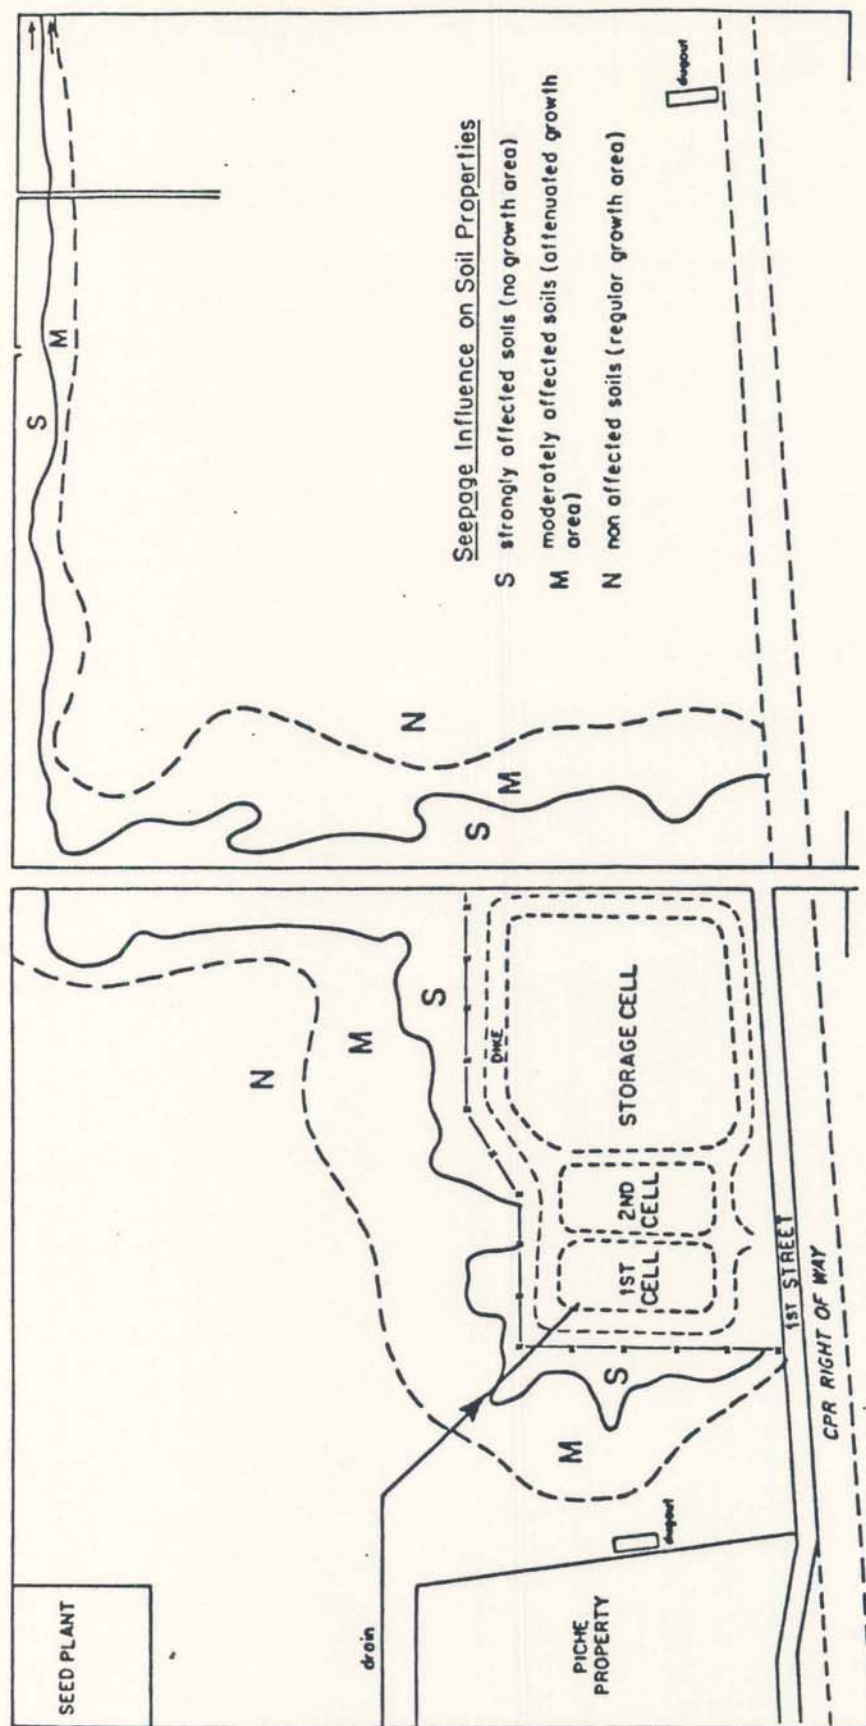 SEED PLANT
drain
PICHE
PROPERTY
dugout
M
S
N
M
S
DIKE
1ST
CELL
2ND
CELL
STORAGE CELL
1ST STREET
CPR RIGHT OF WAY
S
M
S
M
N
Seepage Influence on Soil Properties
S strongly affected soils (no growth area)
M moderately affected soils (attenuated growth
area)
N non affected soils (regular growth area)
dugout